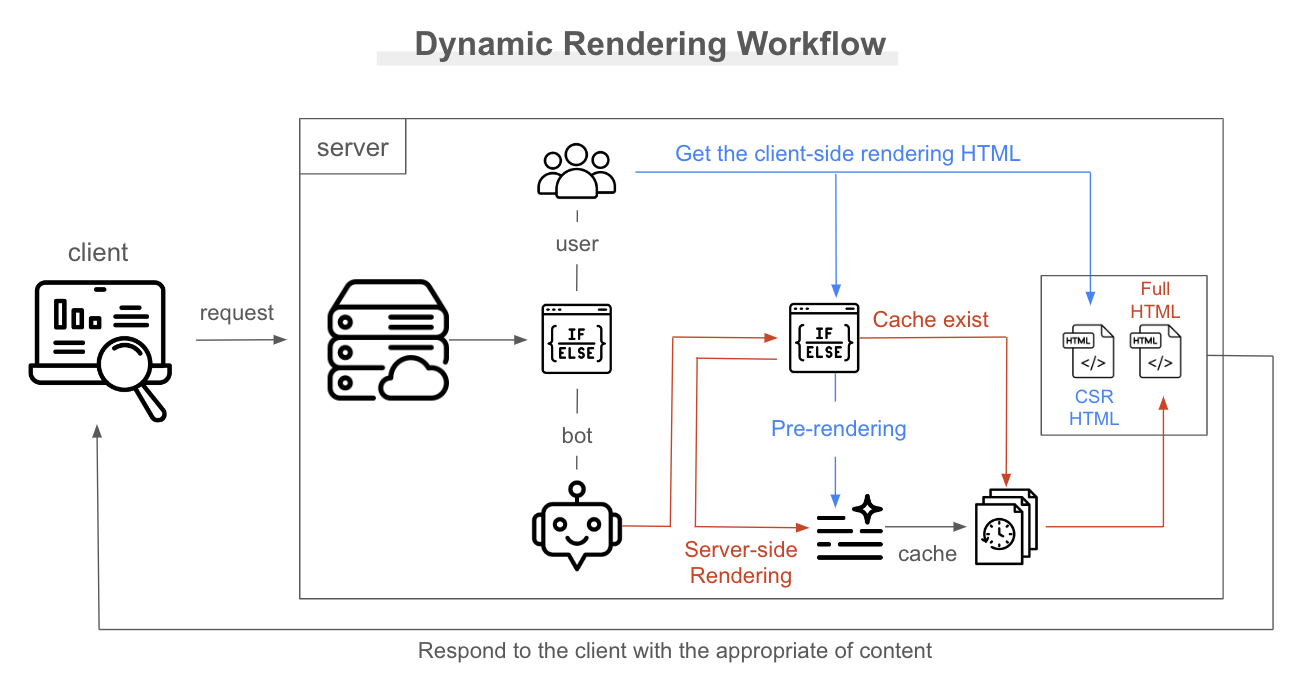 Dynamic Rendering Workflow
server
Get the client-side rendering HTML
user
client
request
IF
ELSE
IF
ELSE
Cache exist
Full
HTML
HTML
</>
HTML
</>
CSR
HTML
Pre-rendering
bot
Server-side
Rendering
cache
Respond to the client with the appropriate of content